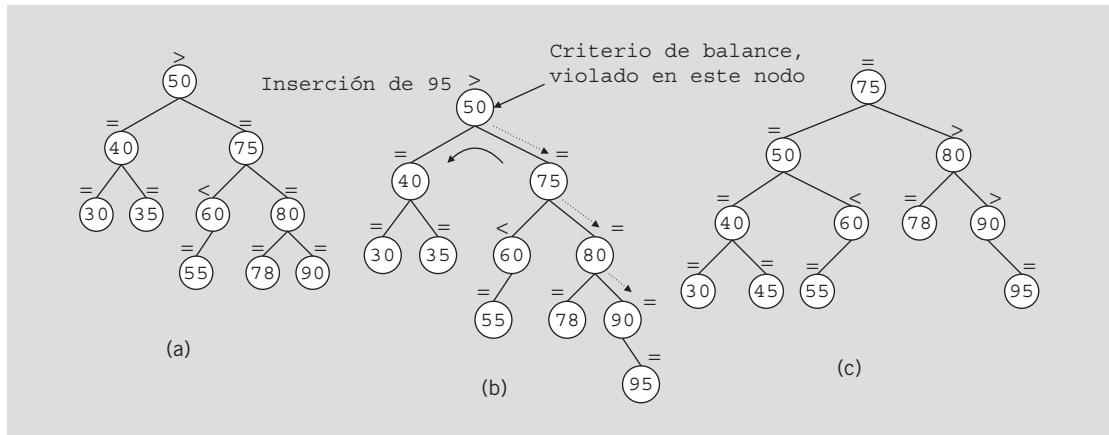 >
50
= =
40 75
= = < =
30 35 60 80
= = =
55 78 90
(a)
Inserción de 95 >
50
Criterio de balance,
violado en este nodo
= =
40 75
= = < =
30 35 60 80
= = =
55 78 90
=
95
(b)
=
75
= >
50 80
= < = >
40 60 78 90
= = = =
30 45 55 95
(c)